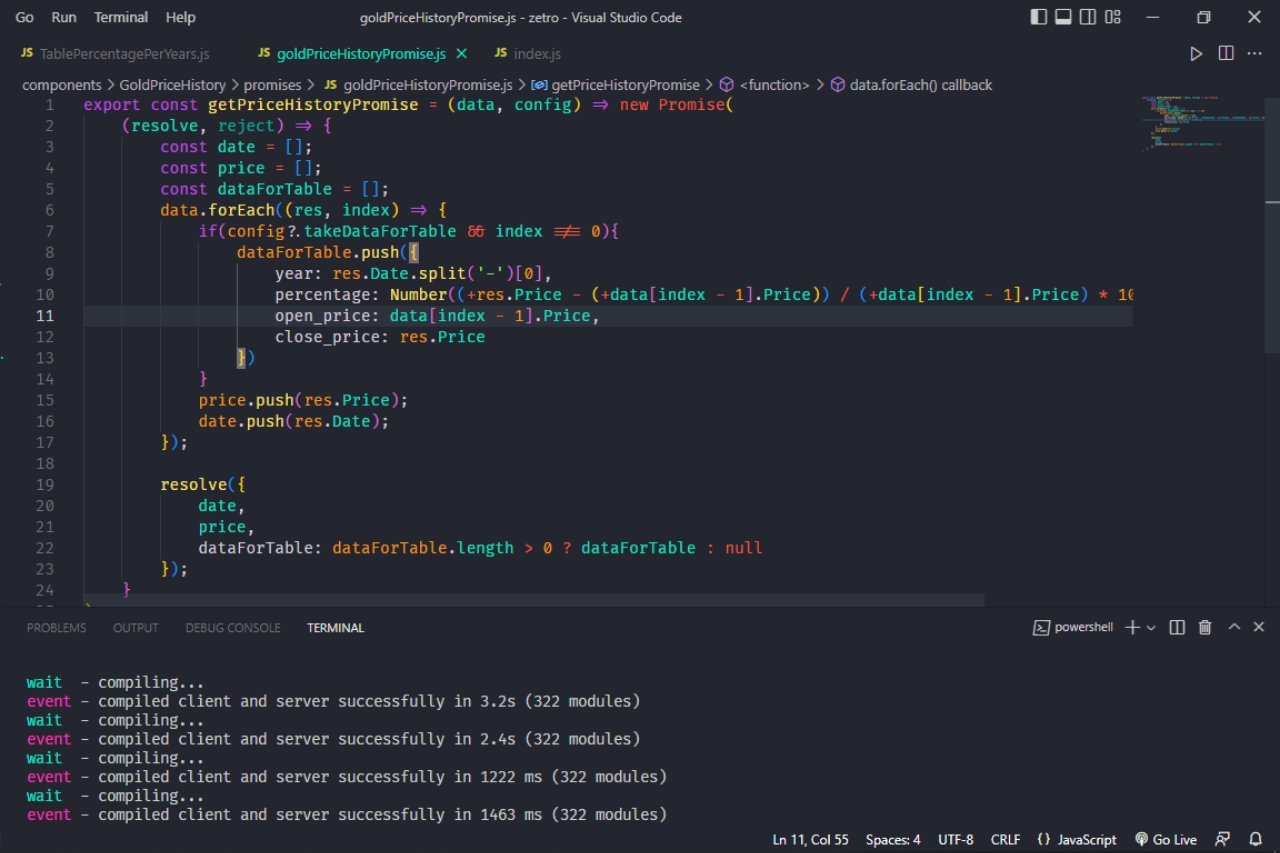 Go Run Terminal Help goldPriceHistoryPromise.js - zetro - Visual Studio Code
JS TablePercentagePerYears.js JS goldPriceHistoryPromise.js JS index.js
components > GoldPriceHistory > promises > JS goldPriceHistoryPromise.js > getPriceHistoryPromise > <function> > data.forEach() callback
1 export const getPriceHistoryPromise = (data, config) => new Promise(
2 (resolve, reject) => {
3 const date = [];
4 const price = [];
5 const dataForTable = [];
6 data.forEach((res, index) => {
7 if(config?.takeDataForTable && index !== 0){
8 dataForTable.push({
9 year: res.Date.split('-')[0],
10 percentage: Number((+res.Price - (+data[index - 1].Price)) / (+data[index - 1].Price) * 10
11 open_price: data[index - 1].Price,
12 close_price: res.Price
13 })
14 }
15 price.push(res.Price);
16 date.push(res.Date);
17 });
18
19 resolve({
20 date,
21 price,
22 dataForTable: dataForTable.length > 0 ? dataForTable : null
23 });
24 }
PROBLEMS OUTPUT DEBUG CONSOLE TERMINAL powershell
wait - compiling...
event - compiled client and server successfully in 3.2s (322 modules)
wait - compiling...
event - compiled client and server successfully in 2.4s (322 modules)
wait - compiling...
event - compiled client and server successfully in 1222 ms (322 modules)
wait - compiling...
event - compiled client and server successfully in 1463 ms (322 modules)
Ln 11, Col 55 Spaces: 4 UTF-8 CRLF {} JavaScript Go Live